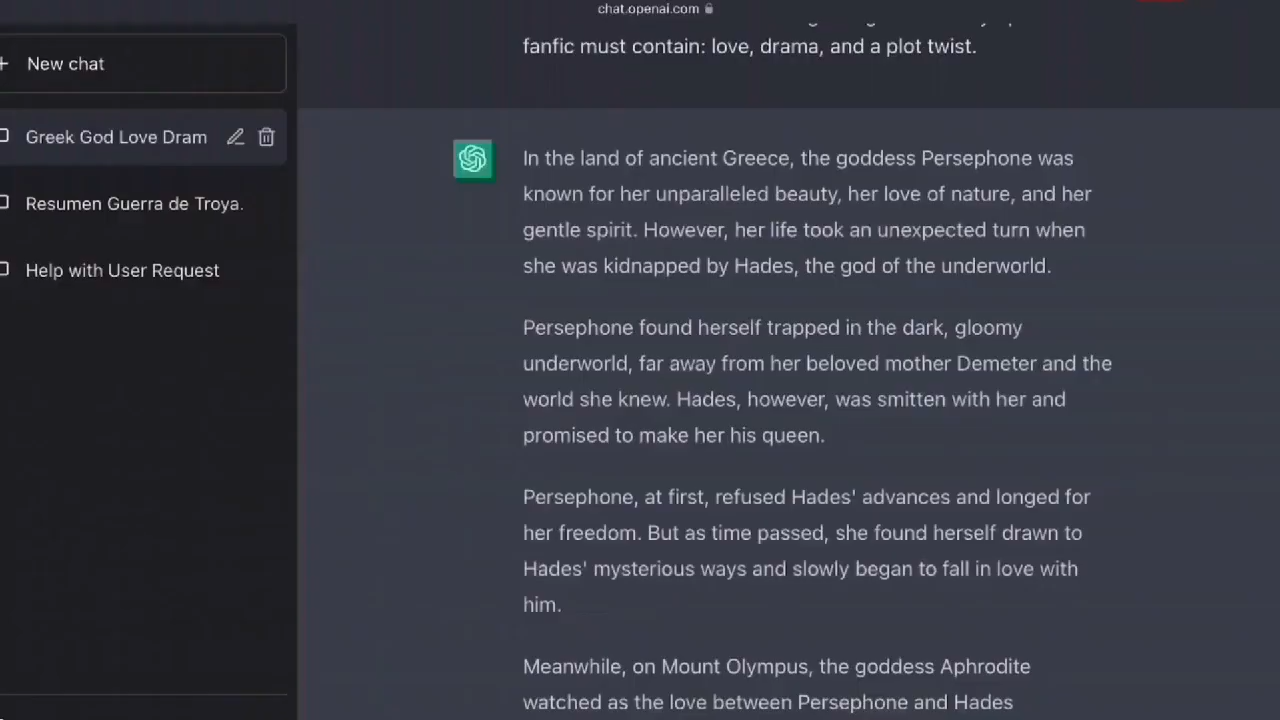 chat.openai.com
fanfic must contain: love, drama, and a plot twist.
+ New chat
Greek God Love Dram
Resumen Guerra de Troya.
Help with User Request
In the land of ancient Greece, the goddess Persephone was
known for her unparalleled beauty, her love of nature, and her
gentle spirit. However, her life took an unexpected turn when
she was kidnapped by Hades, the god of the underworld.
Persephone found herself trapped in the dark, gloomy
underworld, far away from her beloved mother Demeter and the
world she knew. Hades, however, was smitten with her and
promised to make her his queen.
Persephone, at first, refused Hades' advances and longed for
her freedom. But as time passed, she found herself drawn to
Hades' mysterious ways and slowly began to fall in love with
him.
Meanwhile, on Mount Olympus, the goddess Aphrodite
watched as the love between Persephone and Hades